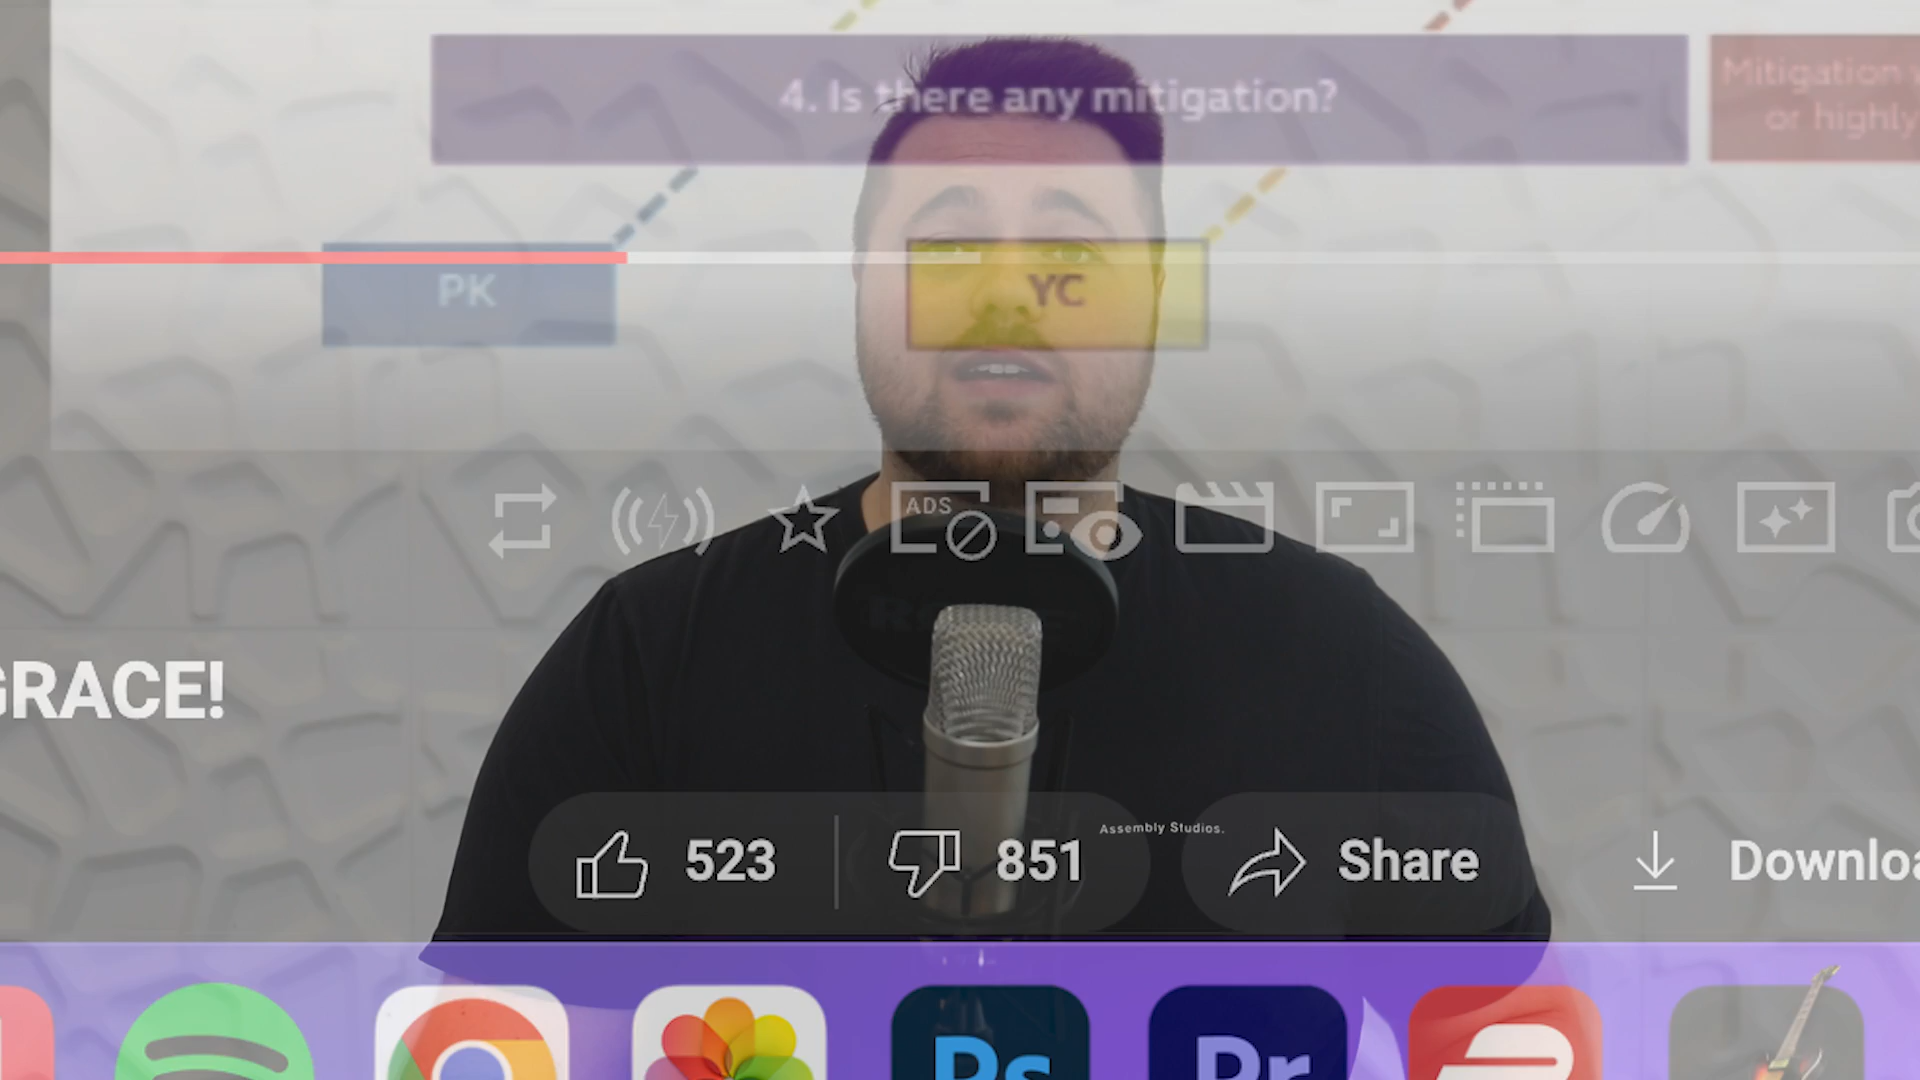 4. Is there any mitigation?
Mitigation
or highly
PK
YC
ADS
GRACE!
523
851
Assembly Studios.
Share
Downloa
Ps
Pr